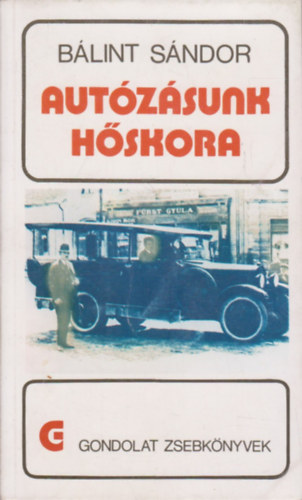 BÁLINT SÁNDOR
AUTÓZÁSUNK
HŐSKORA
FÜRST GYULA
G GONDOLAT ZSEBKÖNYVEK